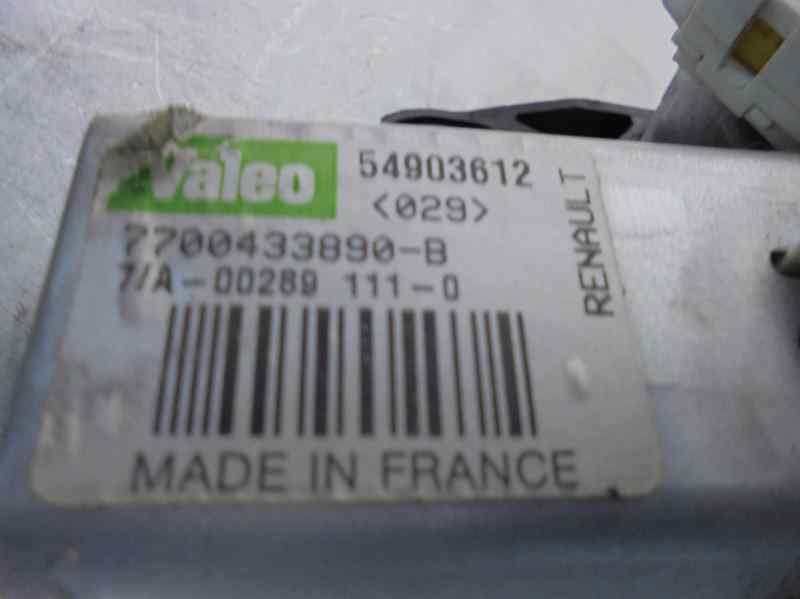 Valeo
54903612
<029>
7700433890-B
7/A-00289 111-0
RENAULT
MADE IN FRANCE